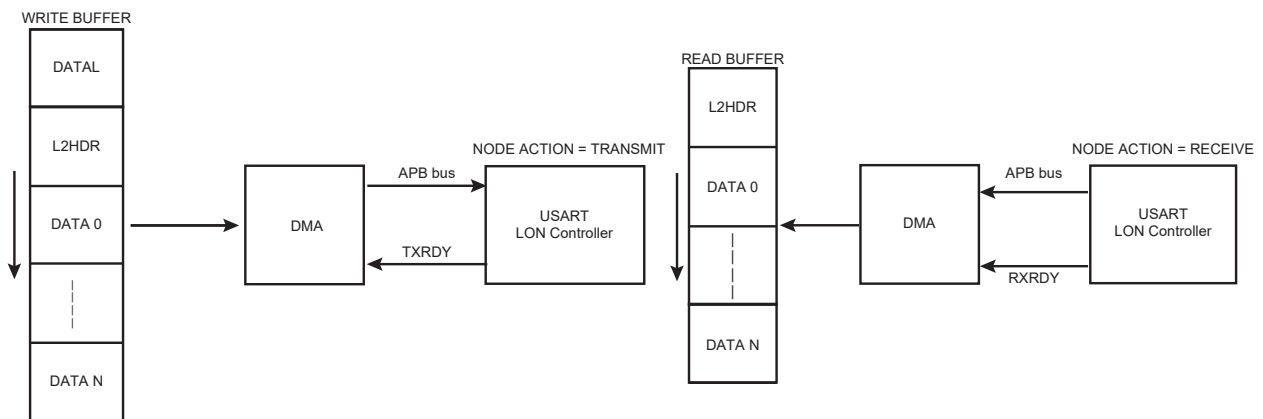 WRITE BUFFER
DATAL
L2HDR
DATA 0
DATA N
DMA
APB bus
TXRDY
NODE ACTION = TRANSMIT
USART
LON Controller
READ BUFFER
L2HDR
DATA 0
DATA N
DMA
APB bus
RXRDY
NODE ACTION = RECEIVE
USART
LON Controller